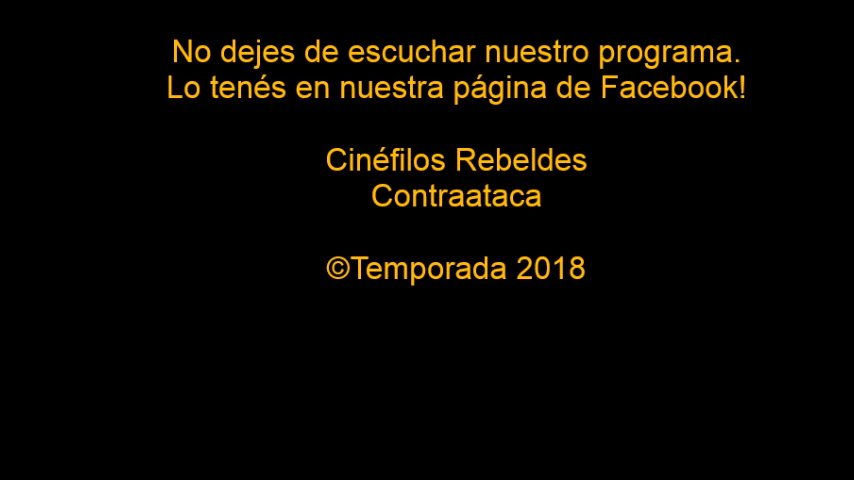 No dejes de escuchar nuestro programa.
Lo tenés en nuestra página de Facebook!
Cinéfilos Rebeldes
Contraataca
©Temporada 2018